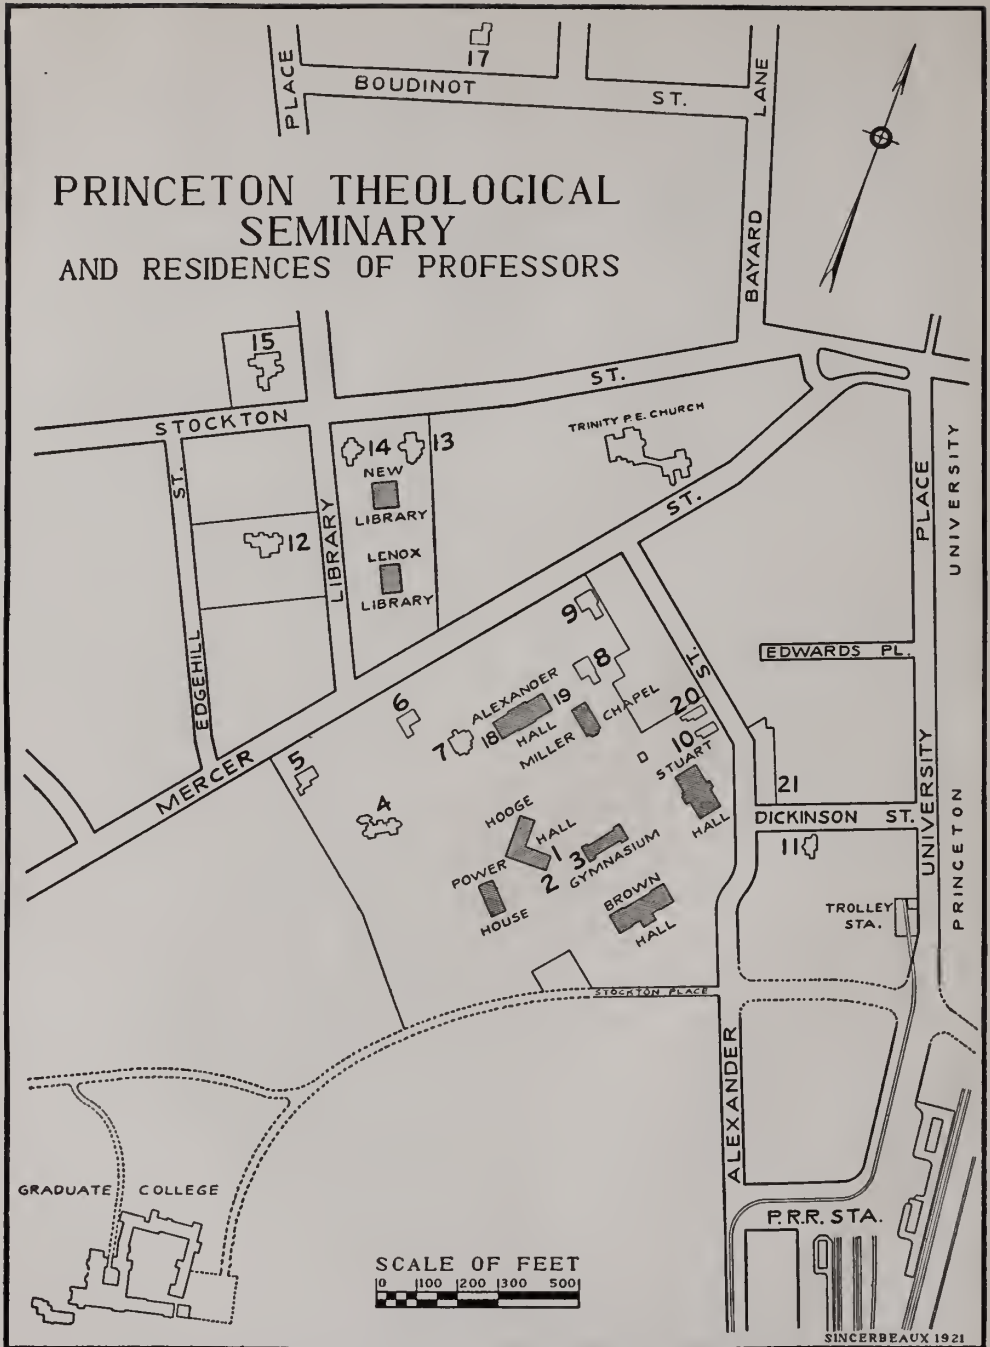 17
PLACE
BOUDINOT ST.
LANE
PRINCETON THEOLOGICAL
SEMINARY
AND RESIDENCES OF PROFESSORS
BAYARD
15
ST.
STOCKTON
TRINITY P.E. CHURCH
14
13
NEW
LIBRARY
ST.
LIBRARY
ST.
PLACE
UNIVERSITY
12
LENOX
LIBRARY
EDGEHILL
9
EDWARDS PL.
8
ST.
6
ALEXANDER
HALL
18
19
7
MILLER CHAPEL
20
10
STUART
HALL
MERCER
5
4
21
DICKINSON ST.
UNIVERSITY
PRINCETON
HODGE
HALL
1
2
3
GYMNASIUM
11
POWER
HOUSE
BROWN
HALL
TROLLEY
STA.
STOCKTON PLACE
ALEXANDER
GRADUATE COLLEGE
P.R.R. STA.
SCALE OF FEET
0 100 200 300 500
SINCERBEAUX 1921